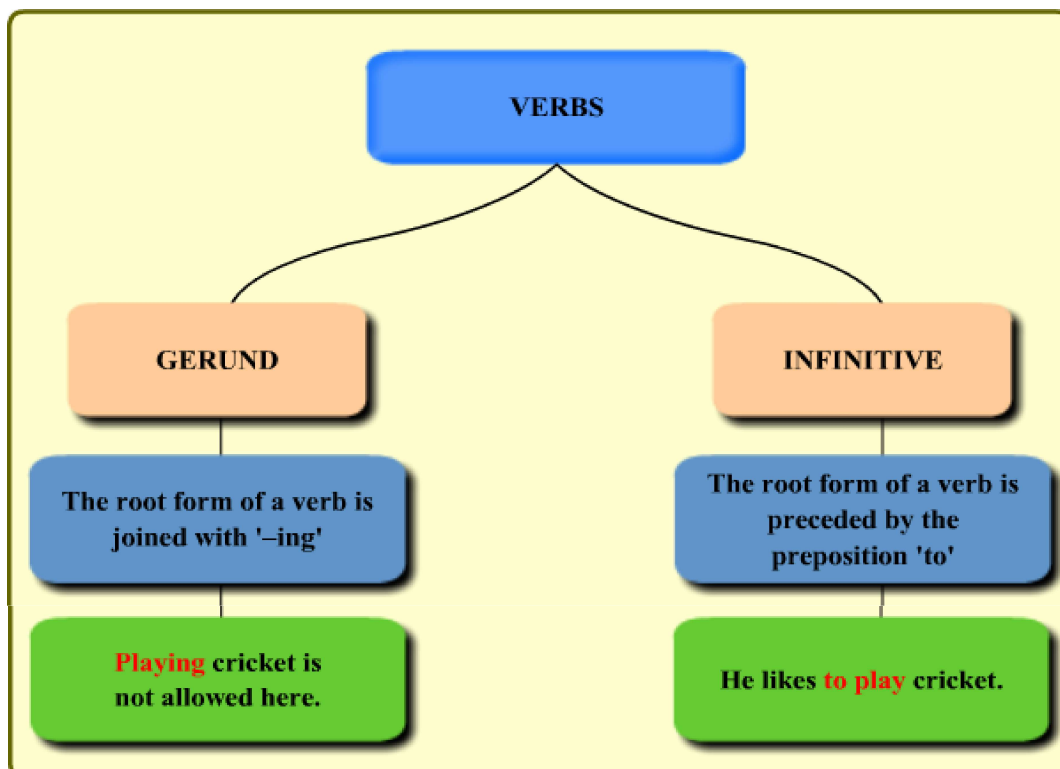 VERBS
GERUND
INFINITIVE
The root form of a verb is
joined with '–ing'
The root form of a verb is
preceded by the
preposition 'to'
Playing cricket is
not allowed here.
He likes to play cricket.